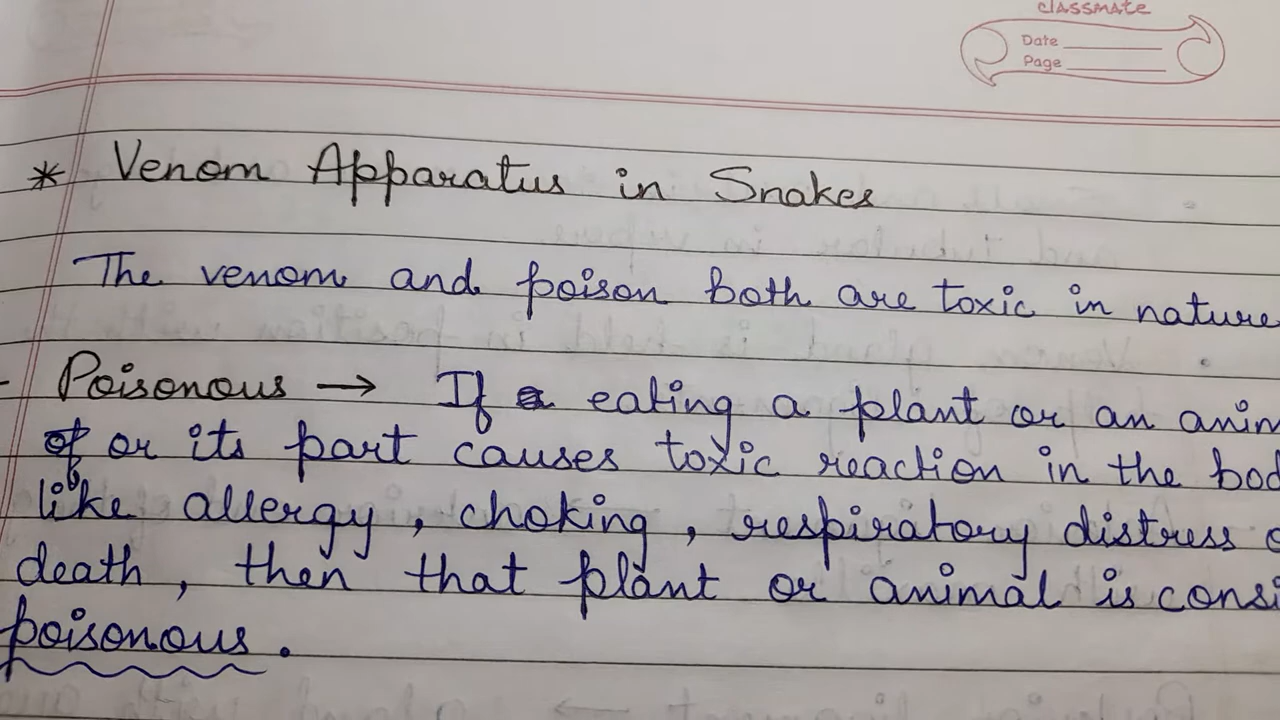 classmate
Date
Page
* Venom Apparatus in Snakes
The venom and poison both are toxic in nature
- Poisonous → If eating a plant or an anim
or its part causes toxic reaction in the bod
like allergy, choking, respiratory distress o
death, then that plant or animal is consi
poisonous.